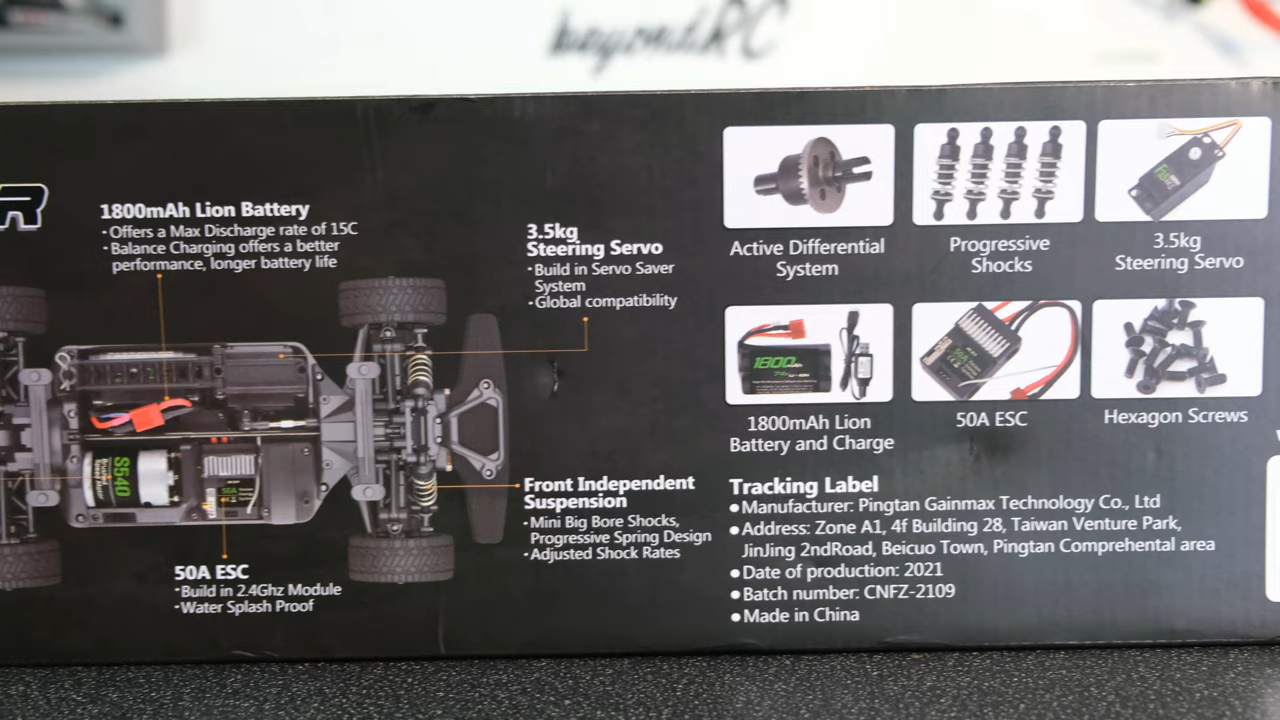 beyondRC
R
1800mAh Lion Battery
·Offers a Max Discharge rate of 15C
·Balance Charging offers a better
performance, longer battery life
3.5kg
Steering Servo
·Build in Servo Saver
System
·Global compatibility
S540
50A
Front Independent
Suspension
·Mini Big Bore Shocks,
Progressive Spring Design
·Adjusted Shock Rates
50A ESC
·Build in 2.4Ghz Module
·Water Splash Proof
Active Differential
System
Progressive
Shocks
3.5kg
Steering Servo
1800mAh
1800mAh Lion
Battery and Charge
50A
50A ESC
Hexagon Screws
Tracking Label
●Manufacturer: Pingtan Gainmax Technology Co., Ltd
●Address: Zone A1, 4f Building 28, Taiwan Venture Park,
JinJing 2ndRoad, Beicuo Town, Pingtan Comprehental area
●Date of production: 2021
●Batch number: CNFZ-2109
●Made in China